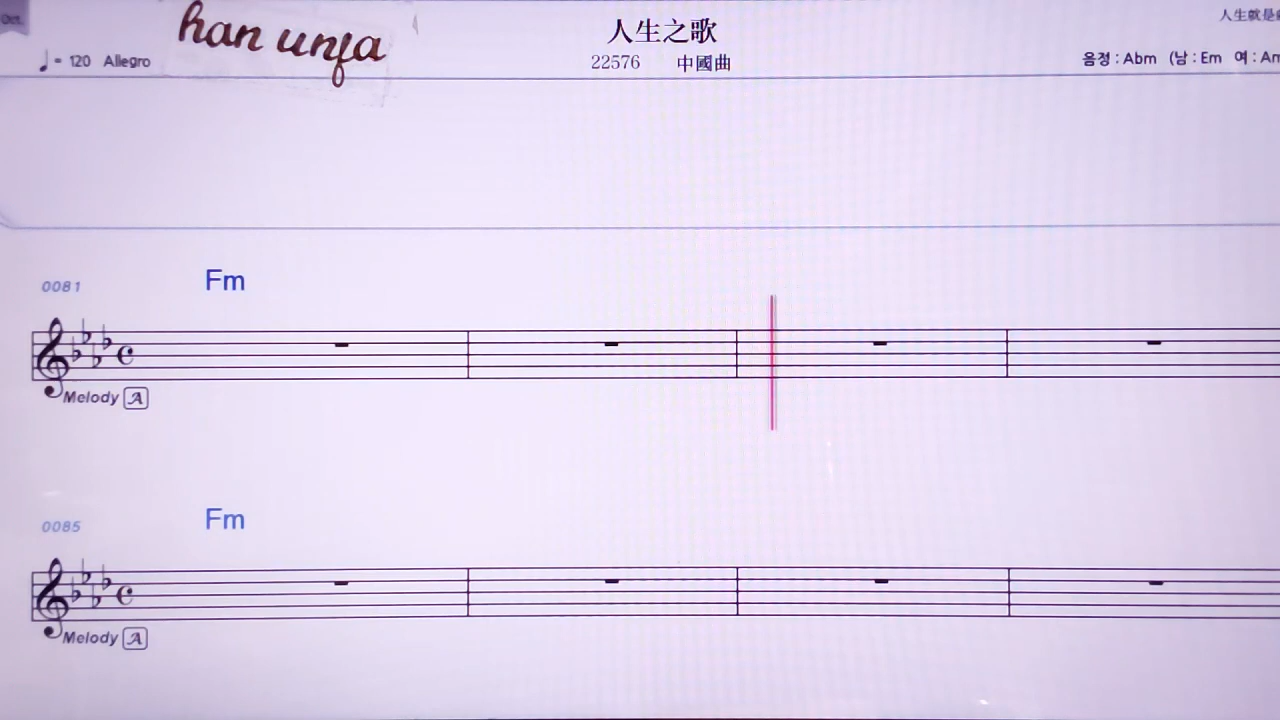 Oct.
han unja
人生之歌
人生就是
♩= 120 Allegro
22576 中國曲
음정 : Abm (남 : Em 여 : Am
0081 Fm
Melody A
0085 Fm
Melody A